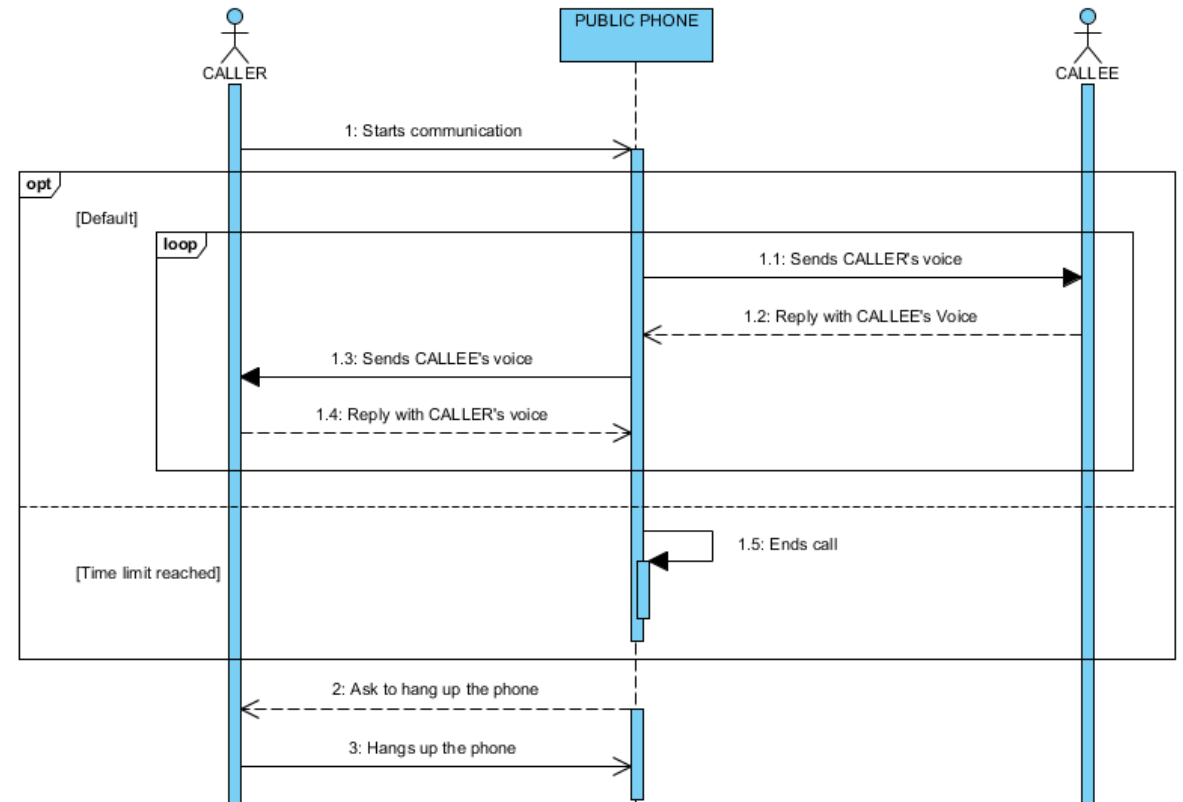 CALLER
PUBLIC PHONE
CALLEE
1: Starts communication
opt
[Default]
loop
1.1: Sends CALLER's voice
1.2: Reply with CALLEE's Voice
1.3: Sends CALLEE's voice
1.4: Reply with CALLER's voice
1.5: Ends call
[Time limit reached]
2: Ask to hang up the phone
3: Hangs up the phone